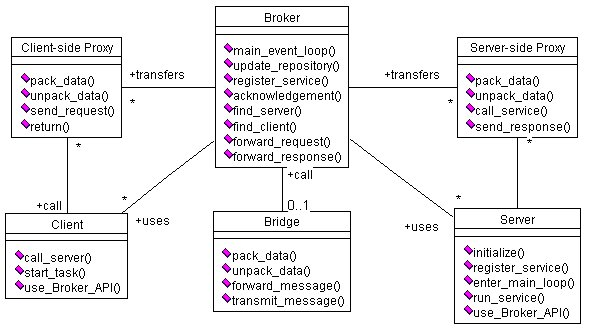 Client-side Proxy
pack_data()
unpack_data()
send_request()
return()
+transfers
*
Broker
main_event_loop()
update_repository()
register_service()
acknowledgement()
find_server()
find_client()
forward_request()
forward_response()
+transfers
*
Server-side Proxy
pack_data()
unpack_data()
call_service()
send_response()
*
+call
*
+uses
+call
0..1
*
*
+uses
Client
call_server()
start_task()
use_Broker_API()
Bridge
pack_data()
unpack_data()
forward_message()
transmit_message()
Server
initialize()
register_service()
enter_main_loop()
run_service()
use_Broker_API()